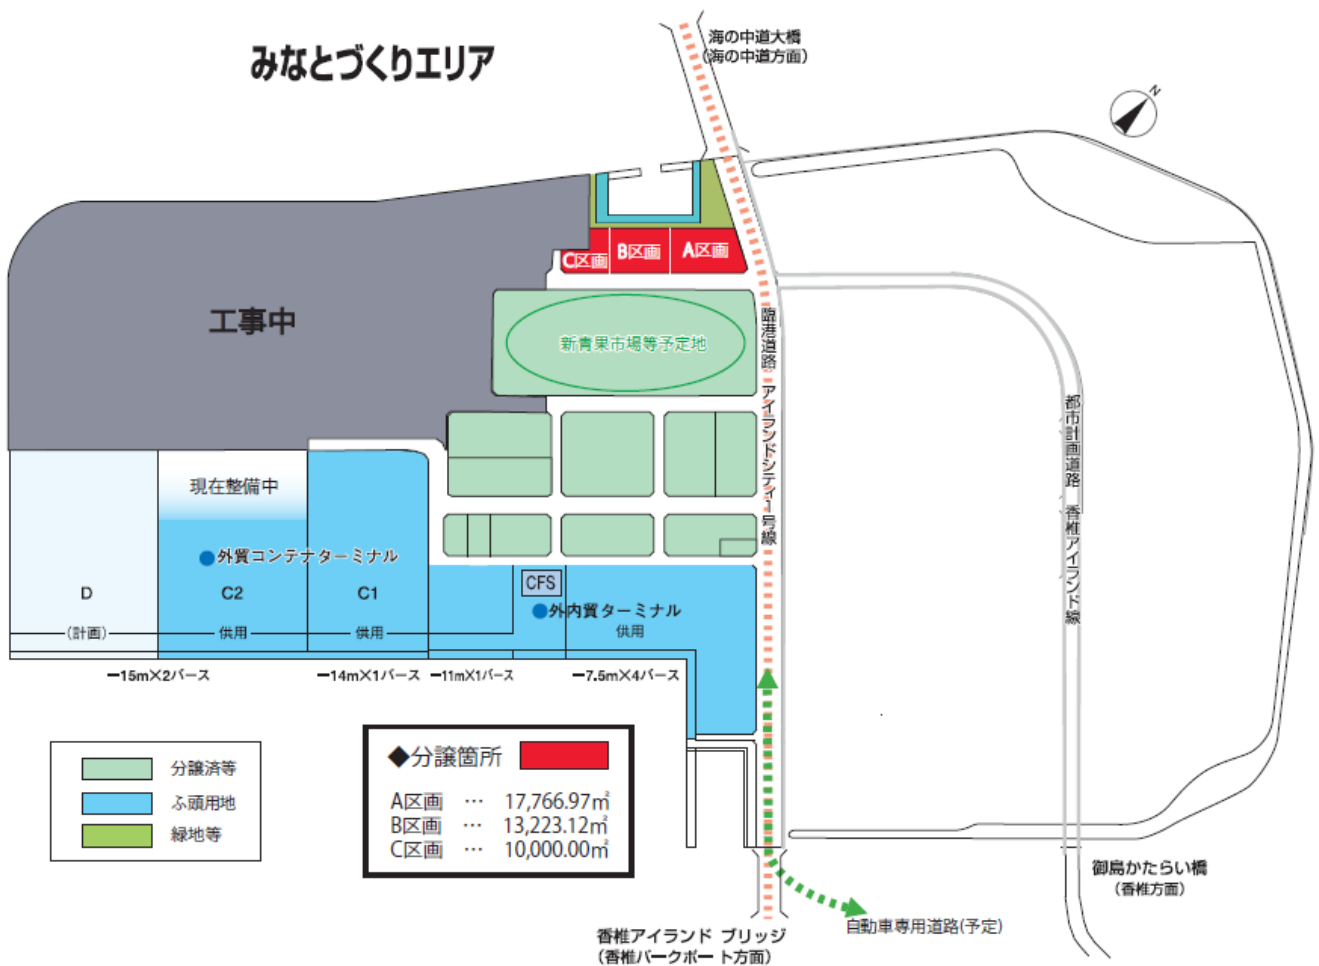 みなとづくりエリア
海の中道大橋
(海の中道方面)
N
C区画
B区画
A区画
工事中
新青果市場等予定地
臨港道路 アイランドシティ1号線
都市計画道路 香椎アイランド線
現在整備中
外貿コンテナターミナル
D
C2
C1
CFS
外内貿ターミナル
(計画)
供用
供用
供用
−15m×2バース
−14m×1バース
−11m×1バース
−7.5m×4バース
分譲済等
ふ頭用地
緑地等
◆分譲箇所
A区画 … 17,766.97㎡
B区画 … 13,223.12㎡
C区画 … 10,000.00㎡
御島かたらい橋
(香椎方面)
自動車専用道路(予定)
香椎アイランド ブリッジ
(香椎パークポート方面)